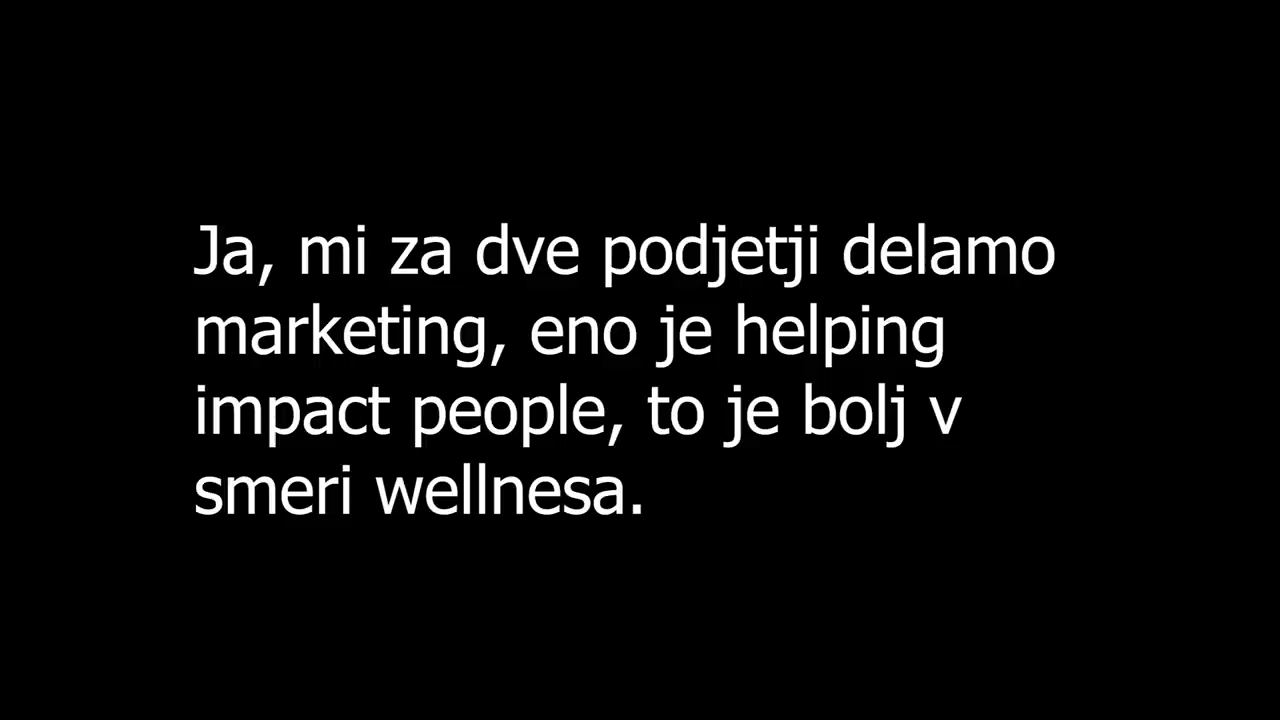 Ja, mi za dve podjetji delamo
marketing, eno je helping
impact people, to je bolj v
smeri wellnesa.